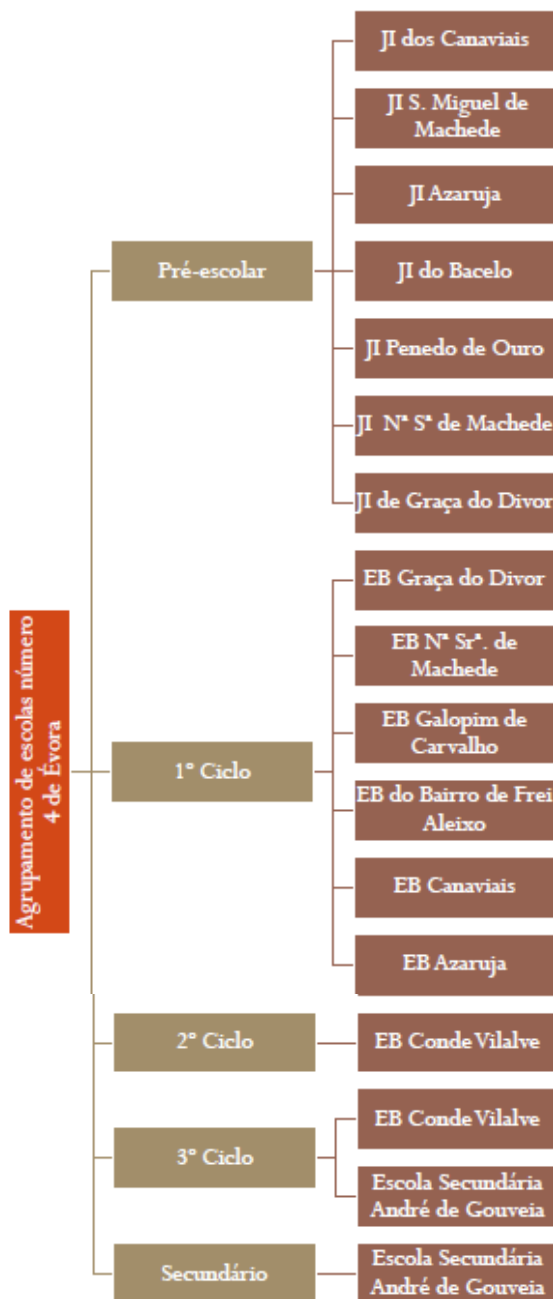 Agrupamento de escolas número
4 de Évora
Pré-escolar
JI dos Canaviais
JI S. Miguel de
Machede
JI Azaruja
JI do Bacelo
JI Penedo de Ouro
JI Nª Sª de Machede
JI de Graça do Divor
1º Ciclo
EB Graça do Divor
EB Nª Srª. de
Machede
EB Galopim de
Carvalho
EB do Bairro de Frei
Aleixo
EB Canaviais
EB Azaruja
2º Ciclo
EB Conde Vilalve
3º Ciclo
EB Conde Vilalve
Escola Secundária
André de Gouveia
Secundário
Escola Secundária
André de Gouveia